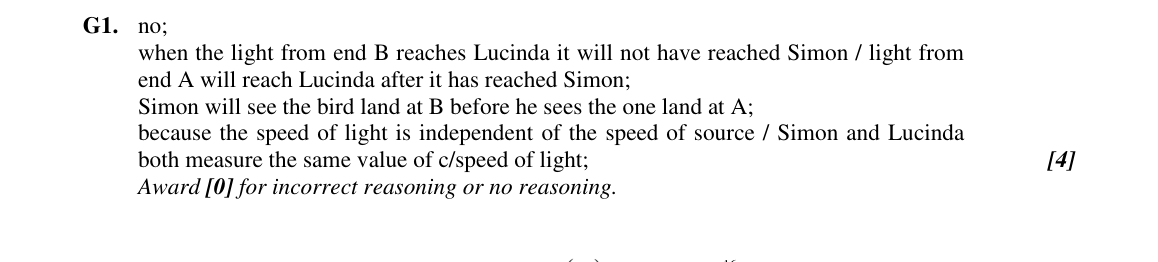 G1. no;
when the light from end B reaches Lucinda it will not have reached Simon / light from
end A will reach Lucinda after it has reached Simon;
Simon will see the bird land at B before he sees the one land at A;
because the speed of light is independent of the speed of source / Simon and Lucinda
both measure the same value of c/speed of light; [4]
Award [0] for incorrect reasoning or no reasoning.